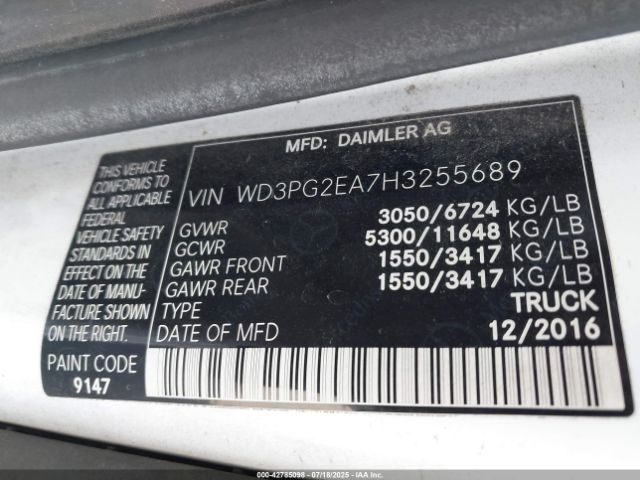 MFD: DAIMLER AG
THIS VEHICLE
CONFORMS TO
ALL APPLICABLE
FEDERAL
VEHICLE SAFETY
STANDARDS IN
EFFECT ON THE
DATE OF MANU-
FACTURE SHOWN
ON THE RIGHT.
PAINT CODE
9147
VIN WD3PG2EA7H3255689
GVWR 3050/6724 KG/LB
GCWR 5300/11648 KG/LB
GAWR FRONT 1550/3417 KG/LB
GAWR REAR 1550/3417 KG/LB
TYPE TRUCK
DATE OF MFD 12/2016
000-42785098 - 07/18/2025 - IAAI.COM